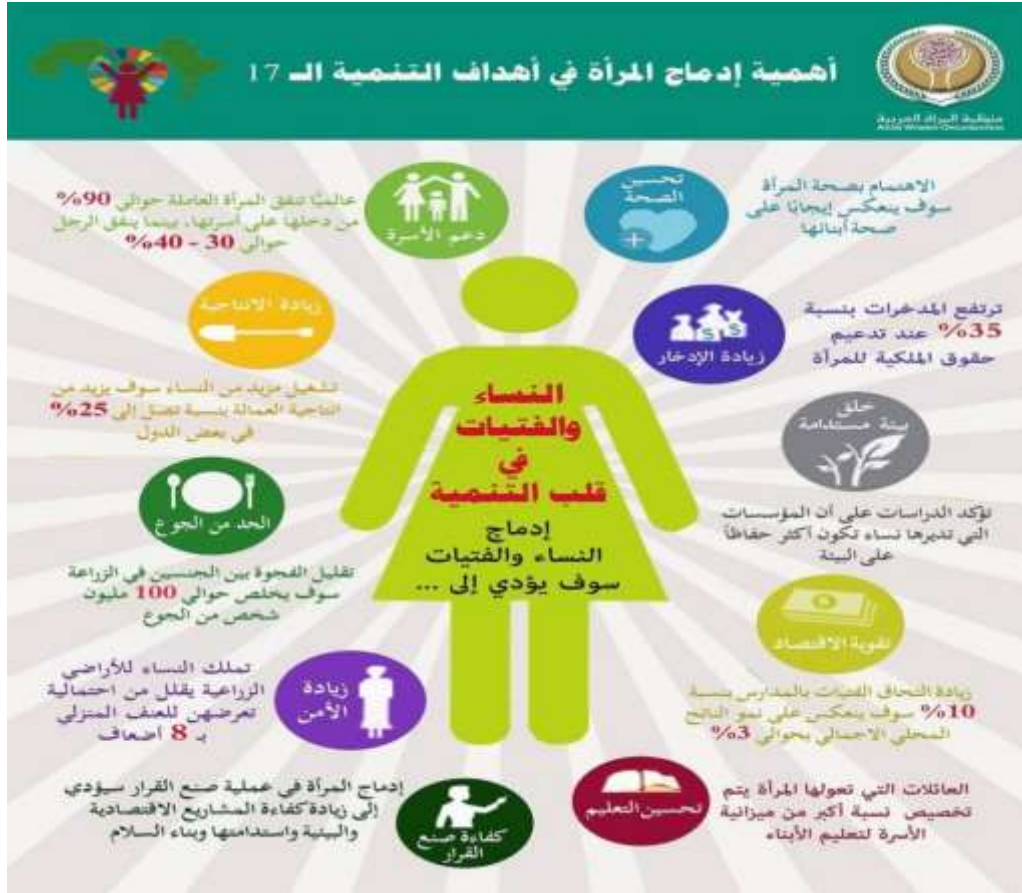 أهمية إدماج المرأة في أهداف التنمية الـ 17
منظمة المرأة العربية
Arab Women Organization
تحسين
الصحة
الاهتمام بصحة المرأة
سوف ينعكس إيجابًا على
صحة أبنائها
دعم الأسرة
عالميًا تنفق المرأة العاملة حوالي 90%
من دخلها على أسرتها، بينما ينفق الرجل
حوالي 30 - 40%
زيادة الإدخار
ترتفع المدخرات بنسبة
35% عند تدعيم
حقوق الملكية للمرأة
زيادة الانتاجية
تشغيل مزيد من النساء سوف يزيد من
انتاجية العمالة بنسبة تصل إلى 25%
في بعض الدول
النساء
والفتيات
في
قلب التنمية
إدماج
النساء والفتيات
سوف يؤدي إلى ...
خلق
بيئة مستدامة
تؤكد الدراسات على أن المؤسسات
التي تديرها نساء تكون أكثر حفاظاً
على البيئة
الحد من الجوع
تقليل الفجوة بين الجنسين في الزراعة
سوف يخلص حوالي 100 مليون
شخص من الجوع
تقوية الاقتصاد
زيادة التحاق الفتيات بالمدارس بنسبة
10% سوف ينعكس على نمو الناتج
المحلي الاجمالي بحوالي 3%
زيادة
الأمن
تملك النساء للأراضي
الزراعية يقلل من احتمالية
تعرضهن للعنف المنزلي
بـ 8 أضعاف
تحسين التعليم
العائلات التي تعولها المرأة يتم
تخصيص نسبة أكبر من ميزانية
الأسرة لتعليم الأبناء
كفاءة صنع
القرار
إدماج المرأة في عملية صنع القرار سيؤدي
إلى زيادة كفاءة المشاريع الاقتصادية
والبيئية واستدامتها وبناء السلام